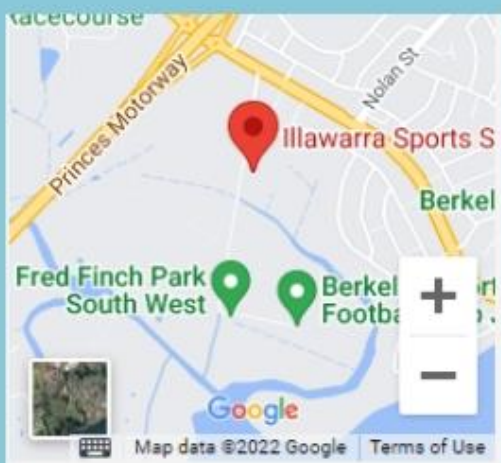 Racecourse
Princes Motorway
Nolan St
Illawarra Sports S
Berkel
Fred Finch Park
South West
Berkel
Footba
Google
Map data ©2022 Google
Terms of Use